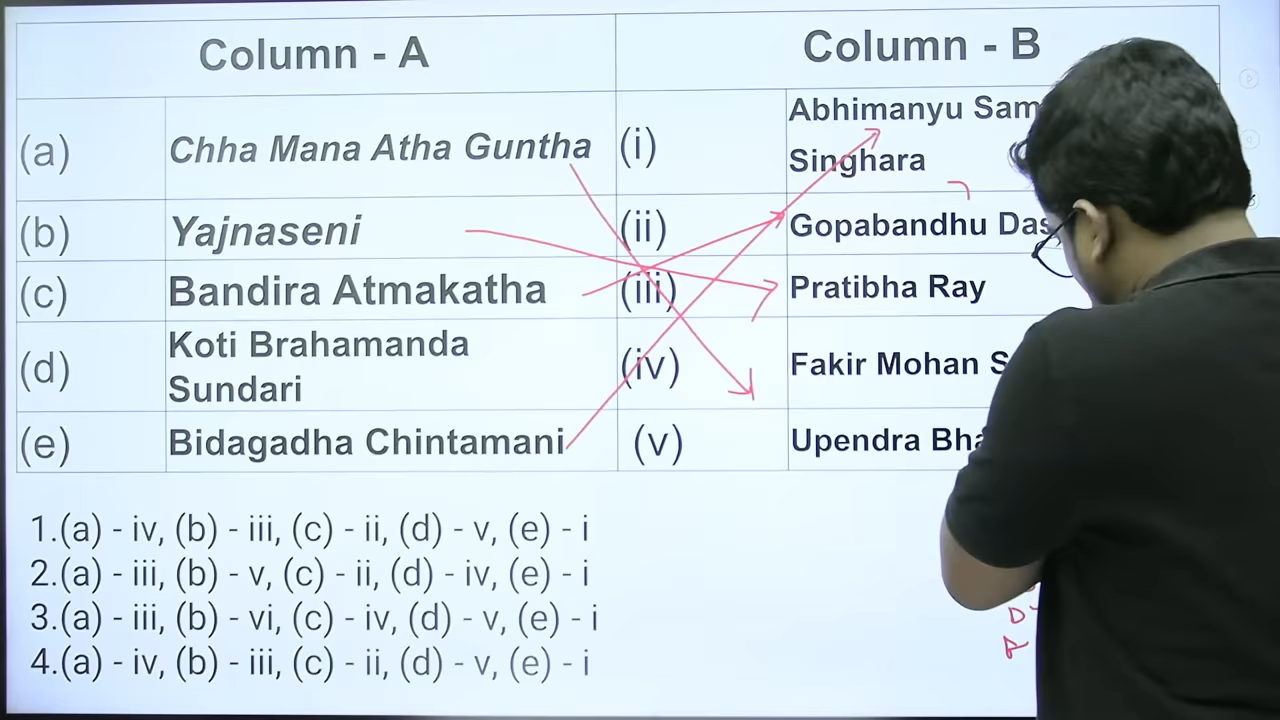 Column - A Column - B
(a) Chha Mana Atha Guntha (i) Abhimanyu
Singhara
(b) Yajnaseni (ii) Gopabandhu Das
(c) Bandira Atmakatha (iii) Pratibha Ray
(d) Koti Brahamanda
Sundari (iv) Fakir Mohan
(e) Bidagadha Chintamani (v) Upendra
1.(a) - iv, (b) - iii, (c) - ii, (d) - v, (e) - i
2.(a) - iii, (b) - v, (c) - ii, (d) - iv, (e) - i
3.(a) - iii, (b) - vi, (c) - iv, (d) - v, (e) - i
4.(a) - iv, (b) - iii, (c) - ii, (d) - v, (e) - i
D
A